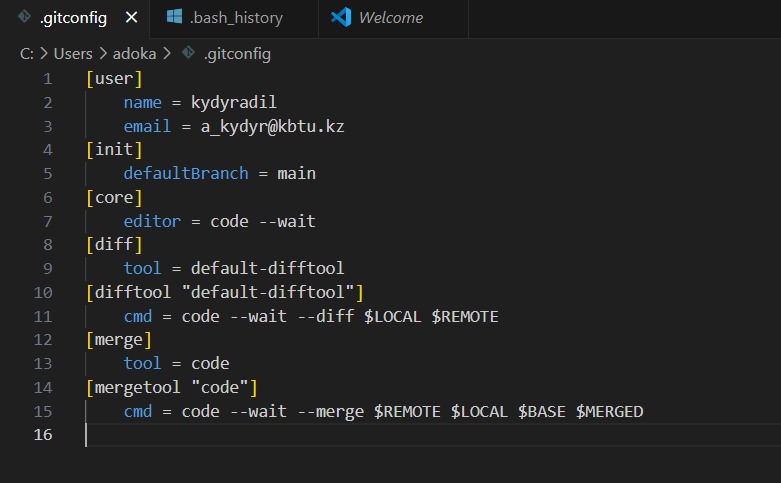 .gitconfig .bash_history Welcome
C: > Users > adoka > .gitconfig
1 [user]
2 name = kydyradil
3 email = a_kydyr@kbtu.kz
4 [init]
5 defaultBranch = main
6 [core]
7 editor = code --wait
8 [diff]
9 tool = default-difftool
10 [difftool "default-difftool"]
11 cmd = code --wait --diff $LOCAL $REMOTE
12 [merge]
13 tool = code
14 [mergetool "code"]
15 cmd = code --wait --merge $REMOTE $LOCAL $BASE $MERGED
16